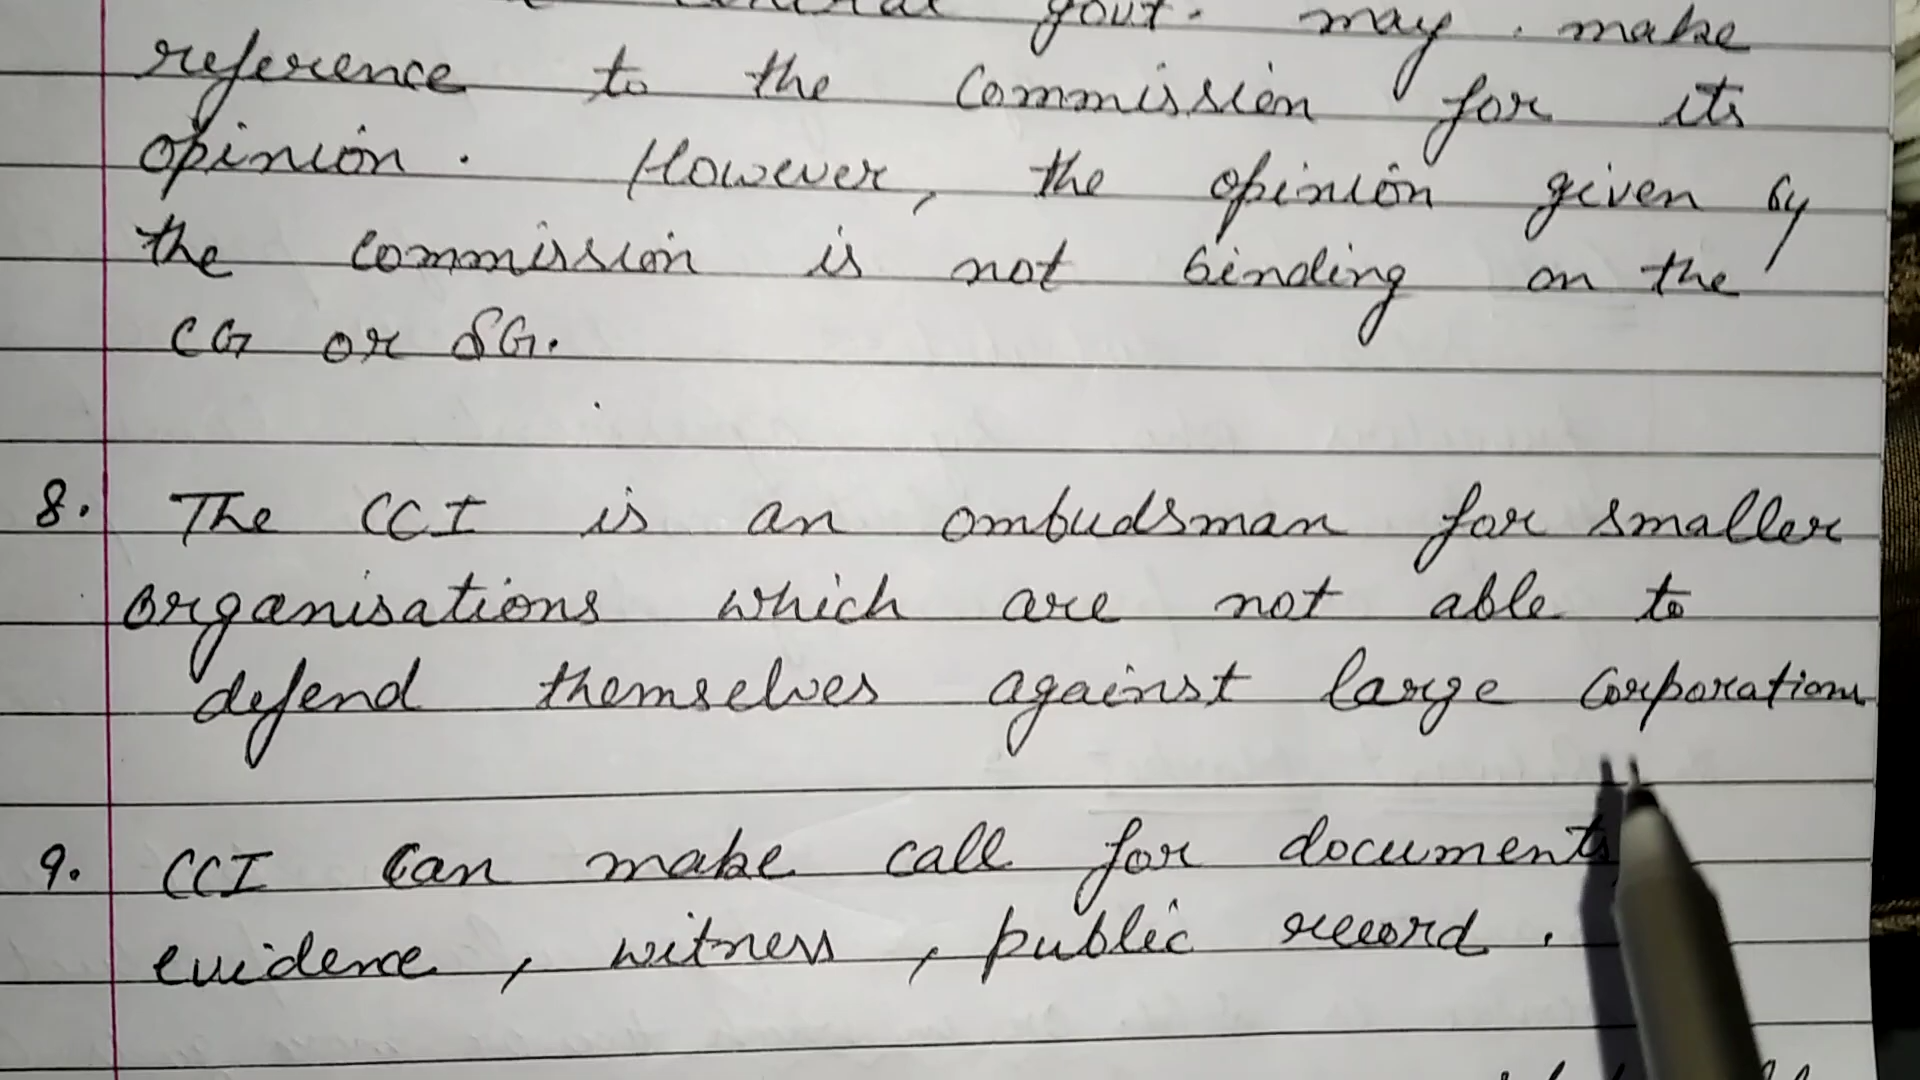 central govt. may make
reference to the Commission for its
opinion. However, the opinion given by
the commission is not binding on the
CG or SG.
8. The CCI is an ombudsman for smaller
organisations which are not able to
defend themselves against large Corporations
9. CCI Can make call for documents,
evidence, witness, public record.